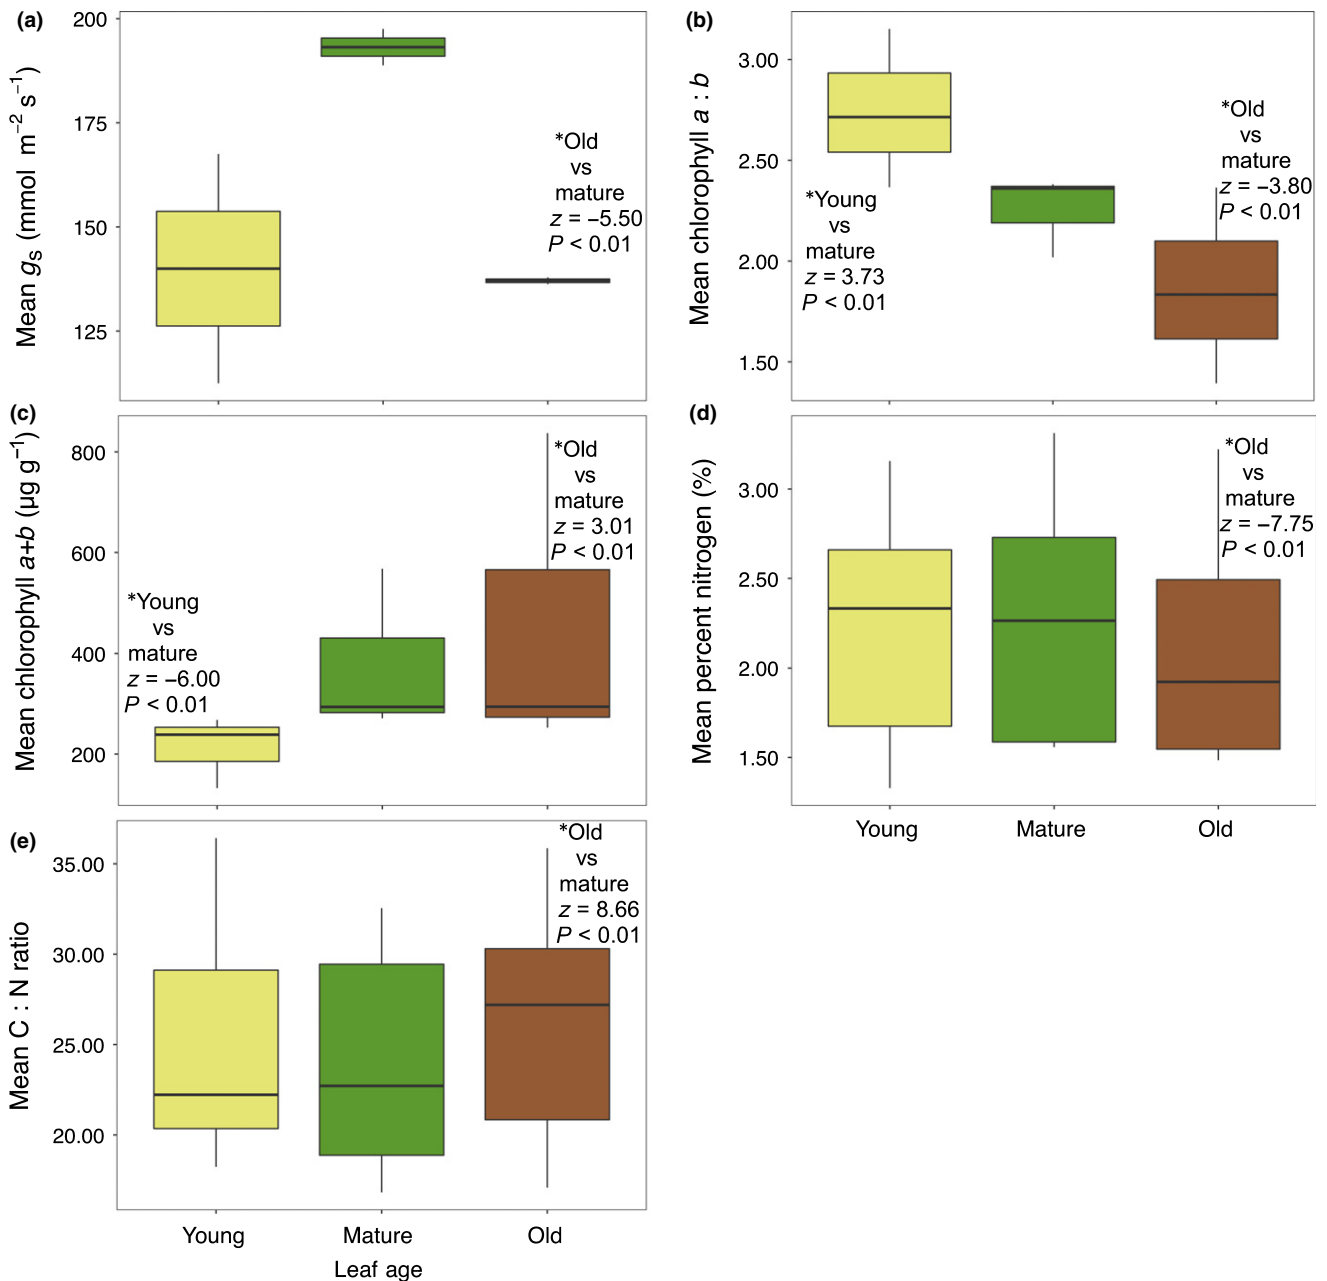 (a)
Mean gs (mmol m−2 s−1)
200
175
150
125
*Old
vs
mature
z = −5.50
P < 0.01
(b)
Mean chlorophyll a : b
3.00
2.50
2.00
1.50
*Young
vs
mature
z = 3.73
P < 0.01
*Old
vs
mature
z = −3.80
P < 0.01
(c)
Mean chlorophyll a+b (µg g−1)
800
600
400
200
*Young
vs
mature
z = −6.00
P < 0.01
*Old
vs
mature
z = 3.01
P < 0.01
(d)
Mean percent nitrogen (%)
3.00
2.50
2.00
1.50
*Old
vs
mature
z = −7.75
P < 0.01
Young Mature Old
(e)
Mean C : N ratio
35.00
30.00
25.00
20.00
*Old
vs
mature
z = 8.66
P < 0.01
Young Mature Old
Leaf age